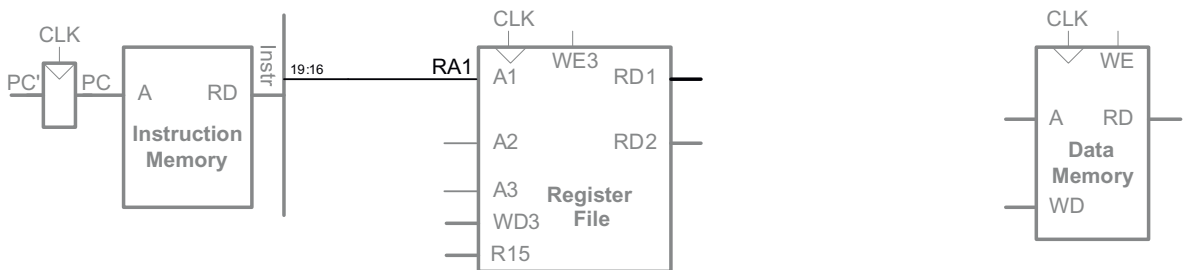 CLK
PC'
PC
A
RD
Instruction
Memory
Instr
19:16
RA1
CLK
WE3
A1
RD1
A2
RD2
A3
Register
File
WD3
R15
CLK
WE
A
RD
Data
Memory
WD